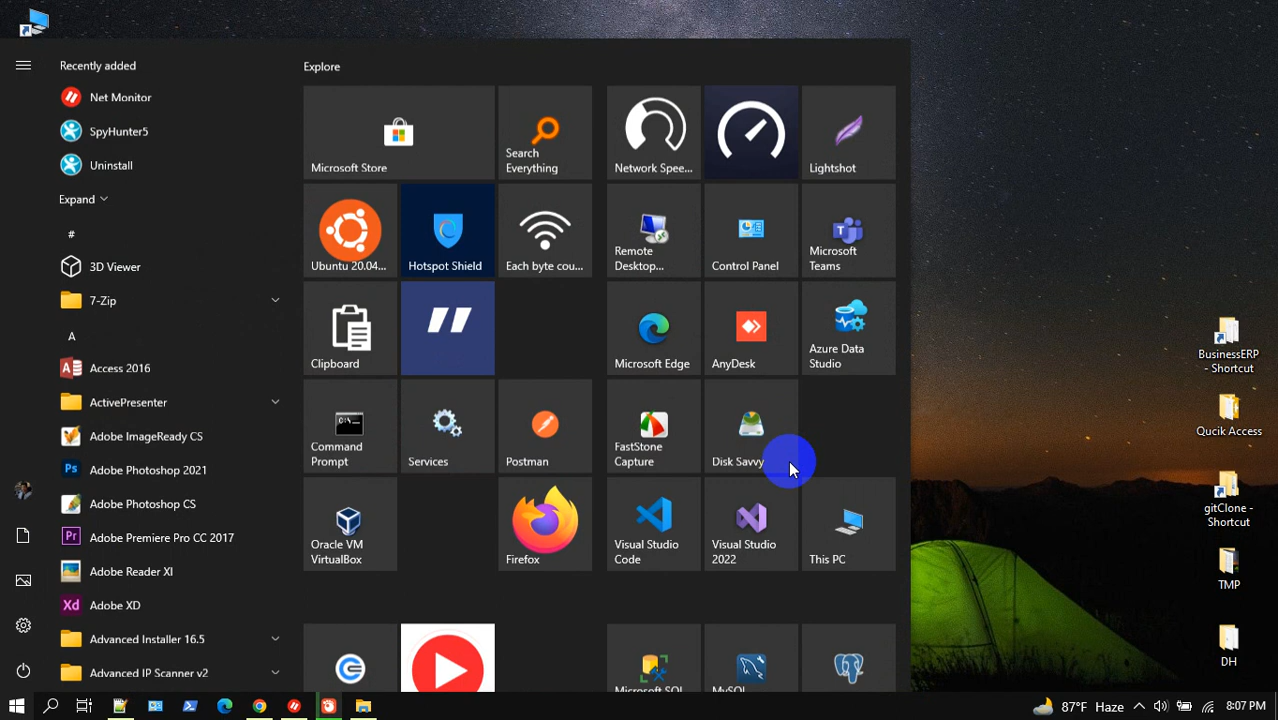 Recently added
Net Monitor
SpyHunter5
Uninstall
Expand
#
3D Viewer
7-Zip
A
Access 2016
ActivePresenter
Adobe ImageReady CS
Adobe Photoshop 2021
Adobe Photoshop CS
Adobe Premiere Pro CC 2017
Adobe Reader XI
Adobe XD
Advanced Installer 16.5
Advanced IP Scanner v2
Explore
Microsoft Store
Search
Everything
Network Spee...
Lightshot
Ubuntu 20.04...
Hotspot Shield
Each byte cou...
Remote
Desktop...
Control Panel
Microsoft
Teams
Clipboard
Microsoft Edge
AnyDesk
Azure Data
Studio
Command
Prompt
Services
Postman
FastStone
Capture
Disk Savvy
Oracle VM
VirtualBox
Firefox
Visual Studio
Code
Visual Studio
2022
This PC
Microsoft SQL
MySQL
BusinessERP
- Shortcut
Qucik Access
gitClone -
Shortcut
TMP
DH
87°F Haze
8:07 PM